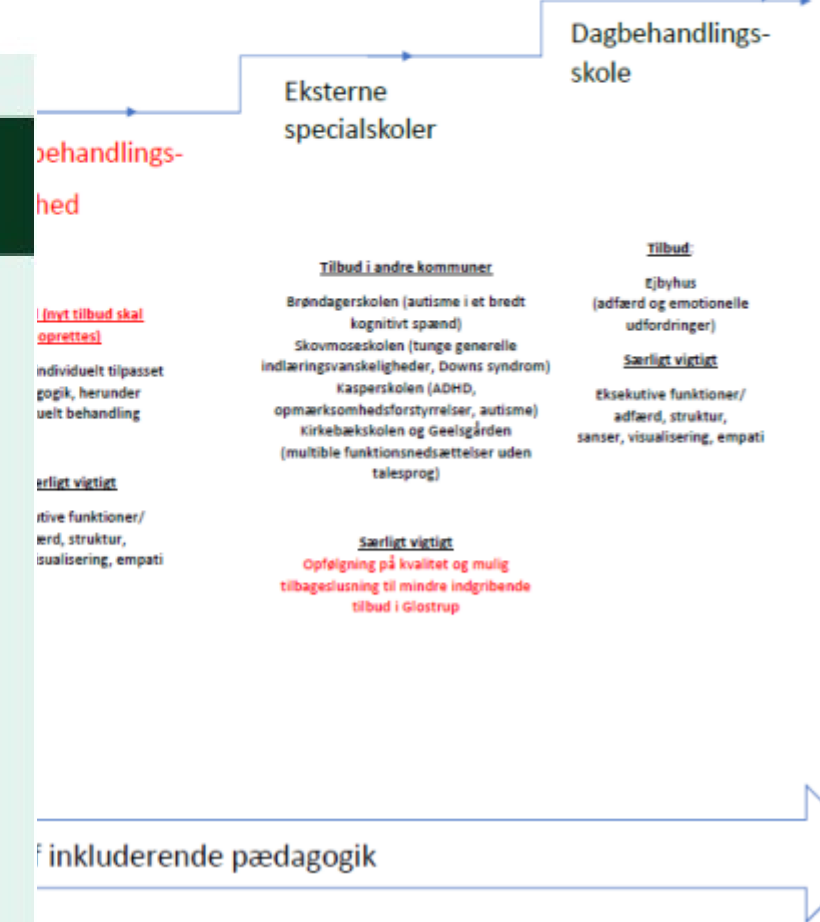 behandlings-
hed
l (nyt tilbud skal
oprettes)
ndividuelt tilpasset
gogik, herunder
uelt behandling
ærligt vigtigt
utive funktioner/
ærd, struktur,
isualisering, empati
Eksterne
specialskoler
Tilbud i andre kommuner
Brøndagerskolen (autisme i et bredt
kognitivt spænd)
Skovmoseskolen (tunge generelle
indlæringsvanskeligheder, Downs syndrom)
Kasperskolen (ADHD,
opmærksomhedsforstyrrelser, autisme)
Kirkebækskolen og Geelsgården
(multible funktionsnedsættelser uden
talesprog)
Særligt vigtigt
Opfølgning på kvalitet og mulig
tilbageslusning til mindre indgribende
tilbud i Glostrup
Dagbehandlings-
skole
Tilbud:
Ejbyhus
(adfærd og emotionelle
udfordringer)
Særligt vigtigt
Eksekutive funktioner/
adfærd, struktur,
sanser, visualisering, empati
f inkluderende pædagogik